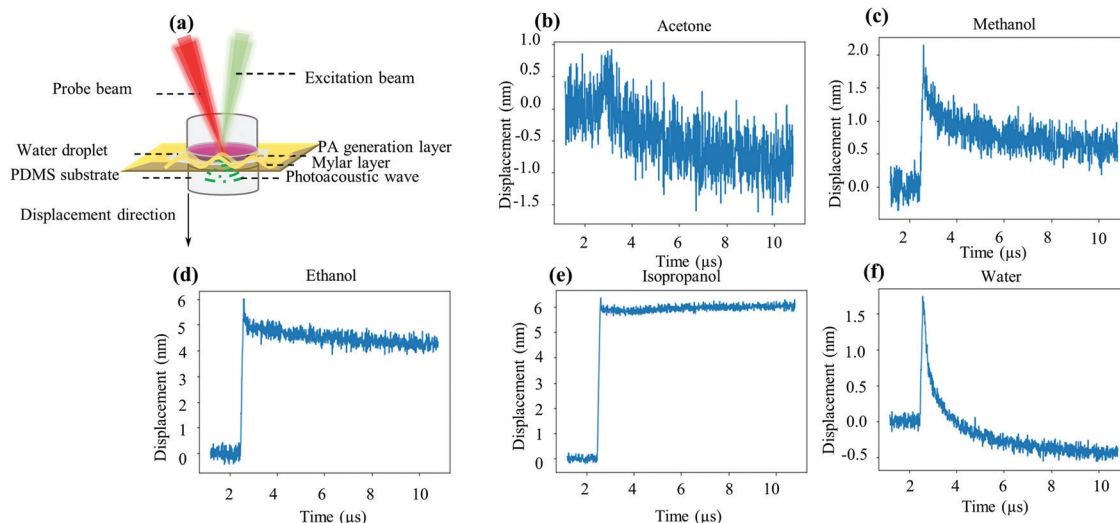 (a)
Probe beam
Excitation beam
Water droplet
PA generation layer
Mylar layer
PDMS substrate
Photoacoustic wave
Displacement direction
(b)
Acetone
Displacement (nm)
1.0
0.5
0.0
-0.5
-1.0
-1.5
2 4 6 8 10
Time (µs)
(c)
Methanol
Displacement (nm)
2.0
1.5
1.0
0.5
0.0
2 4 6 8 10
Time (µs)
(d)
Ethanol
Displacement (nm)
6
5
4
3
2
1
0
2 4 6 8 10
Time (µs)
(e)
Isopropanol
Displacement (nm)
6
5
4
3
2
1
0
2 4 6 8 10
Time (µs)
(f)
Water
Displacement (nm)
1.5
1.0
0.5
0.0
-0.5
2 4 6 8 10
Time (µs)